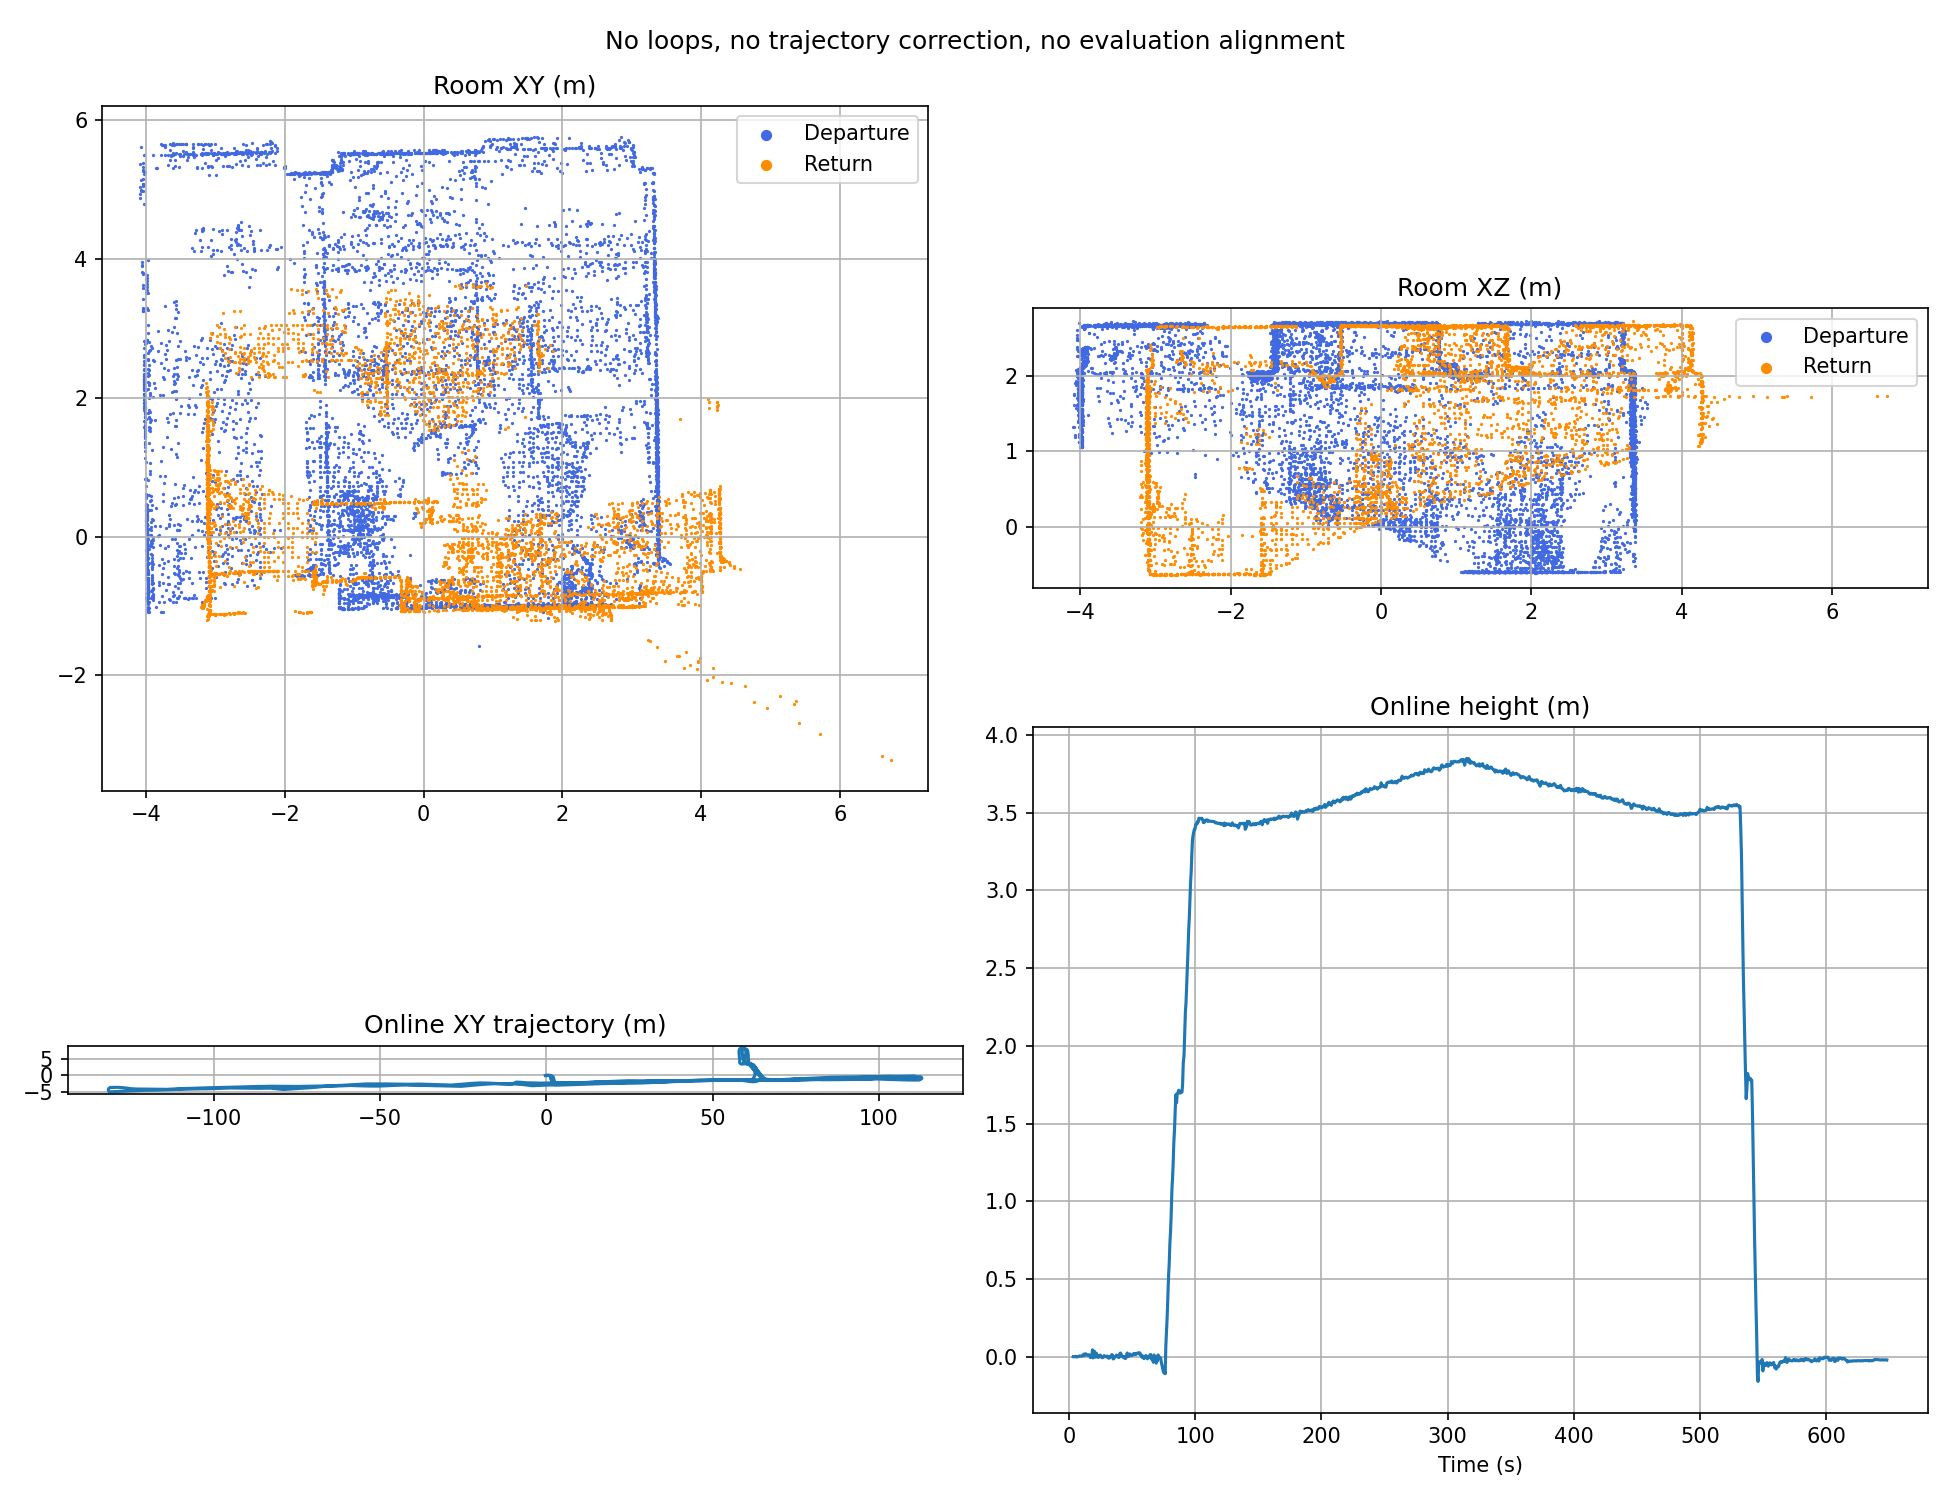 No loops, no trajectory correction, no evaluation alignment
Room XY (m)
Departure
Return
6
4
2
0
−2
−4 −2 0 2 4 6
Room XZ (m)
Departure
Return
2
1
0
−4 −2 0 2 4 6
Online XY trajectory (m)
5
0
−5
−100 −50 0 50 100
Online height (m)
4.0
3.5
3.0
2.5
2.0
1.5
1.0
0.5
0.0
0 100 200 300 400 500 600
Time (s)